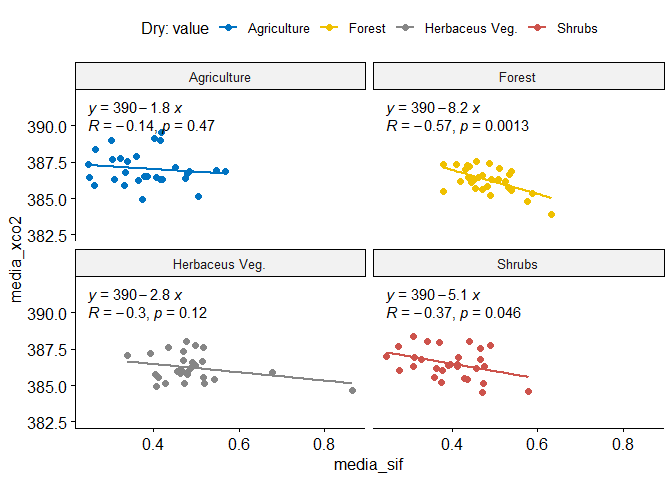 Dry: value Agriculture Forest Herbaceus Veg. Shrubs
Agriculture
y = 390 − 1.8 x
R = −0.14, p = 0.47
Forest
y = 390 − 8.2 x
R = −0.57, p = 0.0013
390.0
387.5
385.0
382.5
Herbaceus Veg.
y = 390 − 2.8 x
R = −0.3, p = 0.12
Shrubs
y = 390 − 5.1 x
R = −0.37, p = 0.046
390.0
387.5
385.0
382.5
media_xco2
0.4 0.6 0.8 0.4 0.6 0.8
media_sif